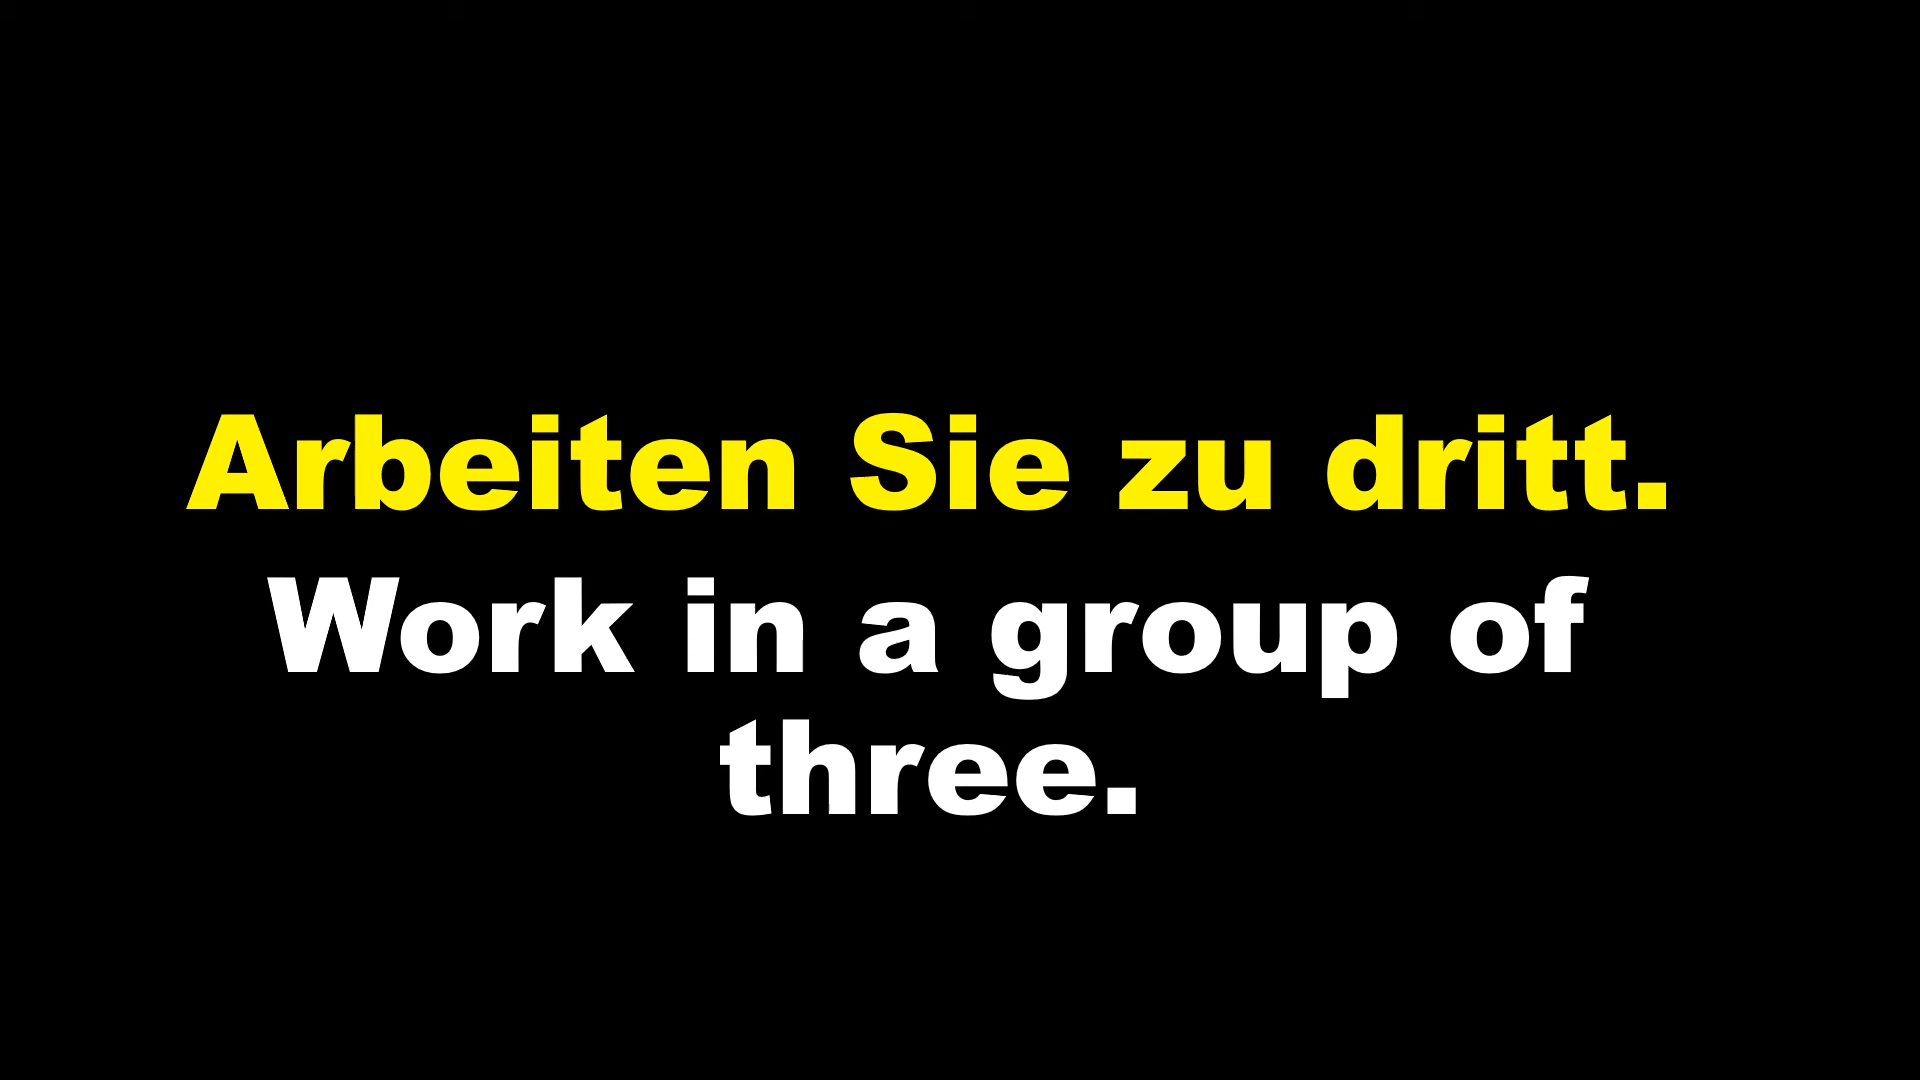 Arbeiten Sie zu dritt.
Work in a group of
three.